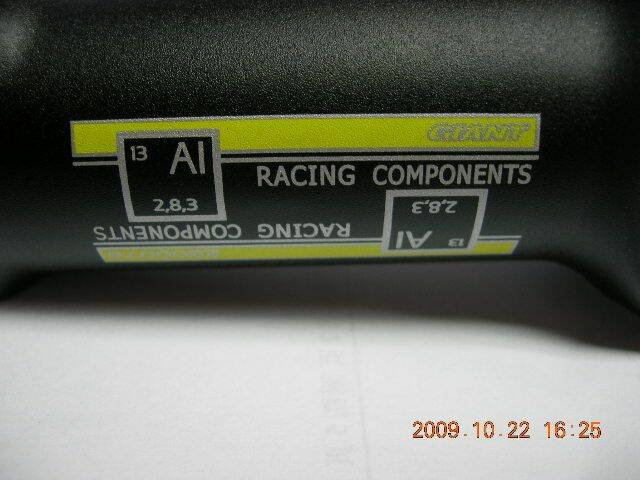 GIANT
13 Al
2,8,3
RACING COMPONENTS
2,8,3
13 Al
RACING COMPONENTS
2009.10.22 16:25